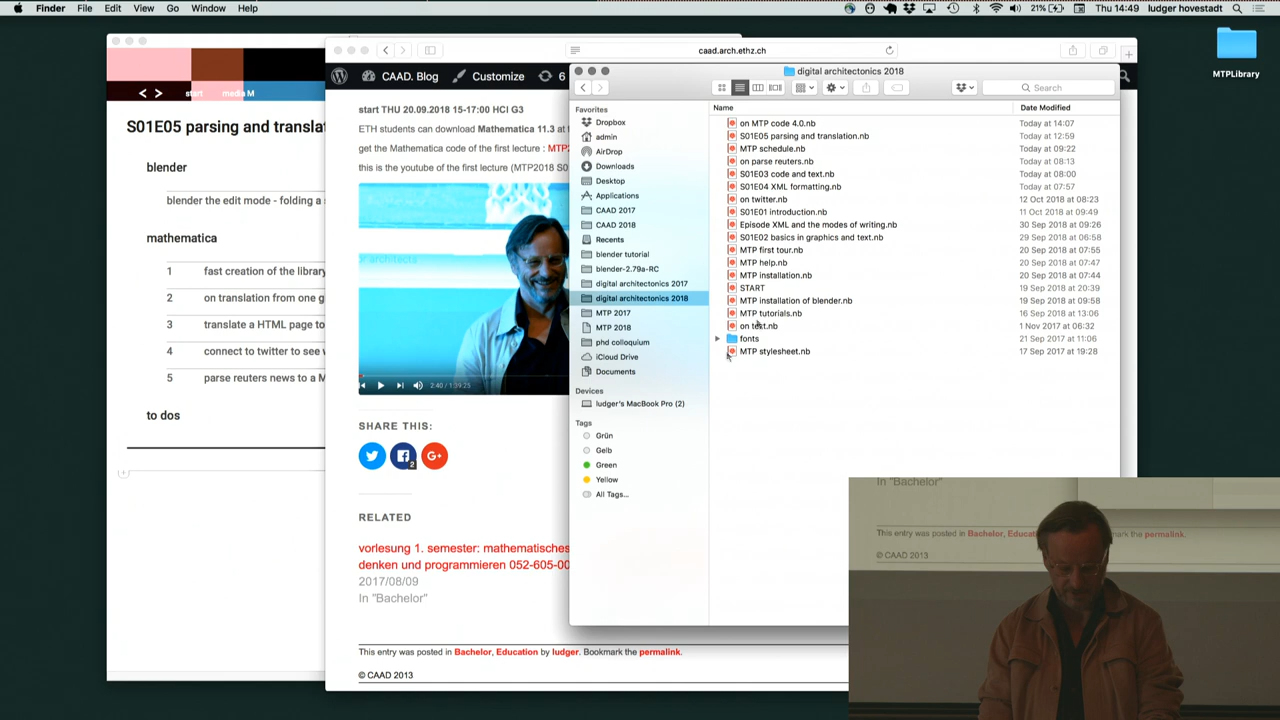 Finder File Edit View Go Window Help
21% Thu 14:49 ludger hovestadt
MTPLibrary
start media M
S01E05 parsing and translat
blender
blender the edit mode - folding a s
mathematica
1 fast creation of the library
2 on translation from one g
3 translate a HTML page to
4 connect to twitter to see v
5 parse reuters news to a M
to dos
caad.arch.ethz.ch
CAAD. Blog Customize 6
start THU 20.09.2018 15-17:00 HCI G3
ETH students can download Mathematica 11.3 at t
get the Mathematica code of the first lecture : MTP2
this is the youtube of the first lecture (MTP2018 S0
or architects
2:40 / 1:39:25
SHARE THIS:
2
RELATED
vorlesung 1. semester: mathematisches
denken und programmieren 052-605-00
2017/08/09
In "Bachelor"
This entry was posted in Bachelor, Education by ludger. Bookmark the permalink.
© CAAD 2013
digital architectonics 2018
Search
Favorites
Dropbox
admin
AirDrop
Downloads
Desktop
Applications
CAAD 2017
CAAD 2018
Recents
blender tutorial
blender-2.79a-RC
digital architectonics 2017
digital architectonics 2018
MTP 2017
MTP 2018
phd colloquium
iCloud Drive
Documents
Devices
ludger's MacBook Pro (2)
Tags
Grün
Gelb
Green
Yellow
All Tags...
Name Date Modified
on MTP code 4.0.nb Today at 14:07
S01E05 parsing and translation.nb Today at 12:59
MTP schedule.nb Today at 09:22
on parse reuters.nb Today at 08:13
S01E03 code and text.nb Today at 08:00
S01E04 XML formatting.nb Today at 07:57
on twitter.nb 12 Oct 2018 at 08:23
S01E01 introduction.nb 11 Oct 2018 at 09:49
Episode XML and the modes of writing.nb 30 Sep 2018 at 09:26
S01E02 basics in graphics and text.nb 29 Sep 2018 at 06:58
MTP first tour.nb 20 Sep 2018 at 07:55
MTP help.nb 20 Sep 2018 at 07:47
MTP installation.nb 20 Sep 2018 at 07:44
START 19 Sep 2018 at 20:39
MTP installation of blender.nb 19 Sep 2018 at 09:58
MTP tutorials.nb 16 Sep 2018 at 13:06
on text.nb 1 Nov 2017 at 06:32
fonts 21 Sep 2017 at 11:06
MTP stylesheet.nb 17 Sep 2017 at 19:28
In "Bachelor"
This entry was posted in Bachelor, Educa mark the permalink.
© CAAD 2013